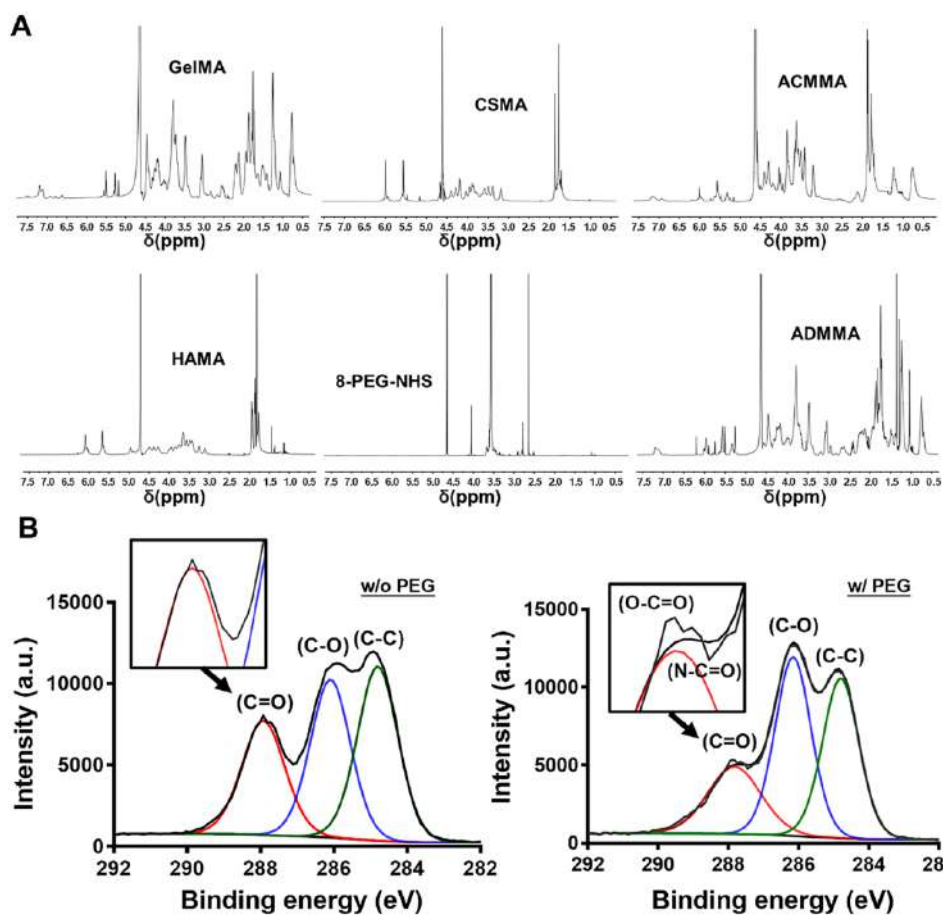 A
GelMA
CSMA
ACMMA
7.5 7.0 6.5 6.0 5.5 5.0 4.5 4.0 3.5 3.0 2.5 2.0 1.5 1.0 0.5
7.5 7.0 6.5 6.0 5.5 5.0 4.5 4.0 3.5 3.0 2.5 2.0 1.5 1.0 0.5
7.5 7.0 6.5 6.0 5.5 5.0 4.5 4.0 3.5 3.0 2.5 2.0 1.5 1.0 0.5
δ(ppm)
δ(ppm)
δ(ppm)
HAMA
8-PEG-NHS
ADMMA
7.5 7.0 6.5 6.0 5.5 5.0 4.5 4.0 3.5 3.0 2.5 2.0 1.5 1.0 0.5
7.5 7.0 6.5 6.0 5.5 5.0 4.5 4.0 3.5 3.0 2.5 2.0 1.5 1.0 0.5
7.5 7.0 6.5 6.0 5.5 5.0 4.5 4.0 3.5 3.0 2.5 2.0 1.5 1.0 0.5
δ(ppm)
δ(ppm)
δ(ppm)
B
w/o PEG
15000
(C-O)
(C-C)
10000
(C=O)
5000
0
Intensity (a.u.)
292 290 288 286 284 282
Binding energy (eV)
w/ PEG
(O-C=O)
(N-C=O)
15000
(C-O)
(C-C)
10000
(C=O)
5000
0
Intensity (a.u.)
292 290 288 286 284 28
Binding energy (eV)